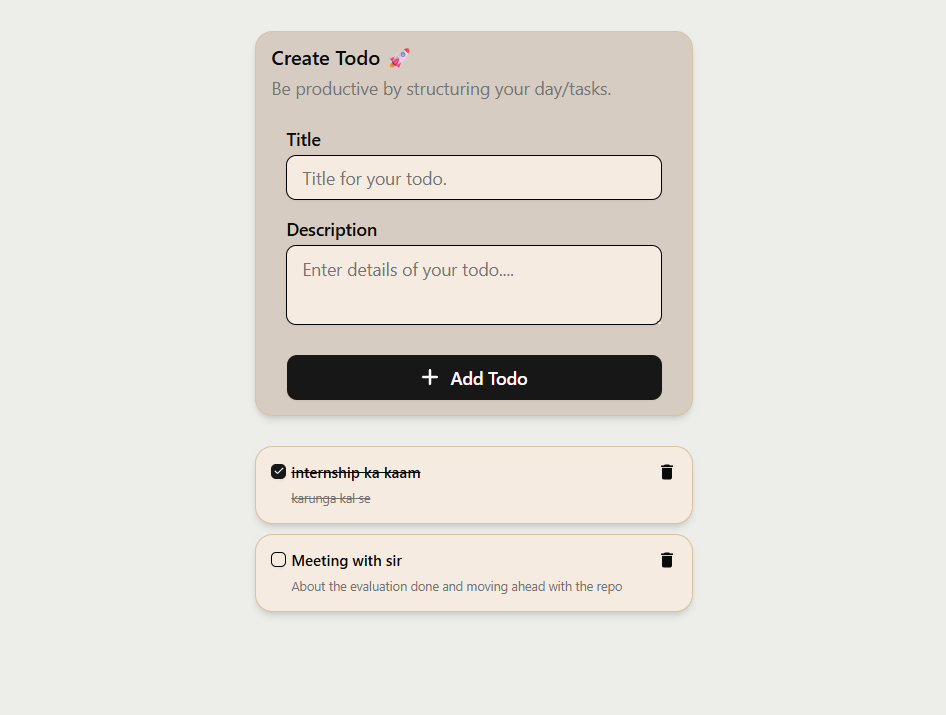 Create Todo 🚀
Be productive by structuring your day/tasks.
Title
Title for your todo.
Description
Enter details of your todo....
Add Todo
internship ka kaam
karunga kal se
Meeting with sir
About the evaluation done and moving ahead with the repo